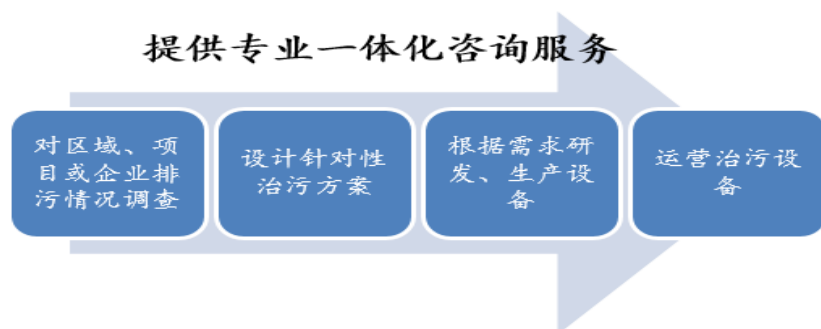 提供专业一体化咨询服务
对区域、项
目或企业排
污情况调查
设计针对性
治污方案
根据需求研
发、生产设
备
运营治污设
备